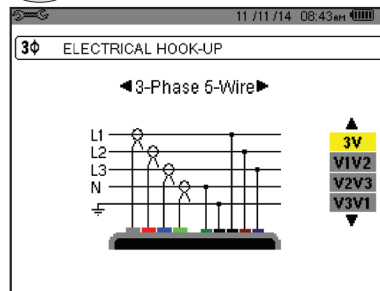 11 /11 /14 08:43AM
3Φ ELECTRICAL HOOK-UP
◀3-Phase 5-Wire▶
L1
L2
L3
N
3V
V1V2
V2V3
V3V1